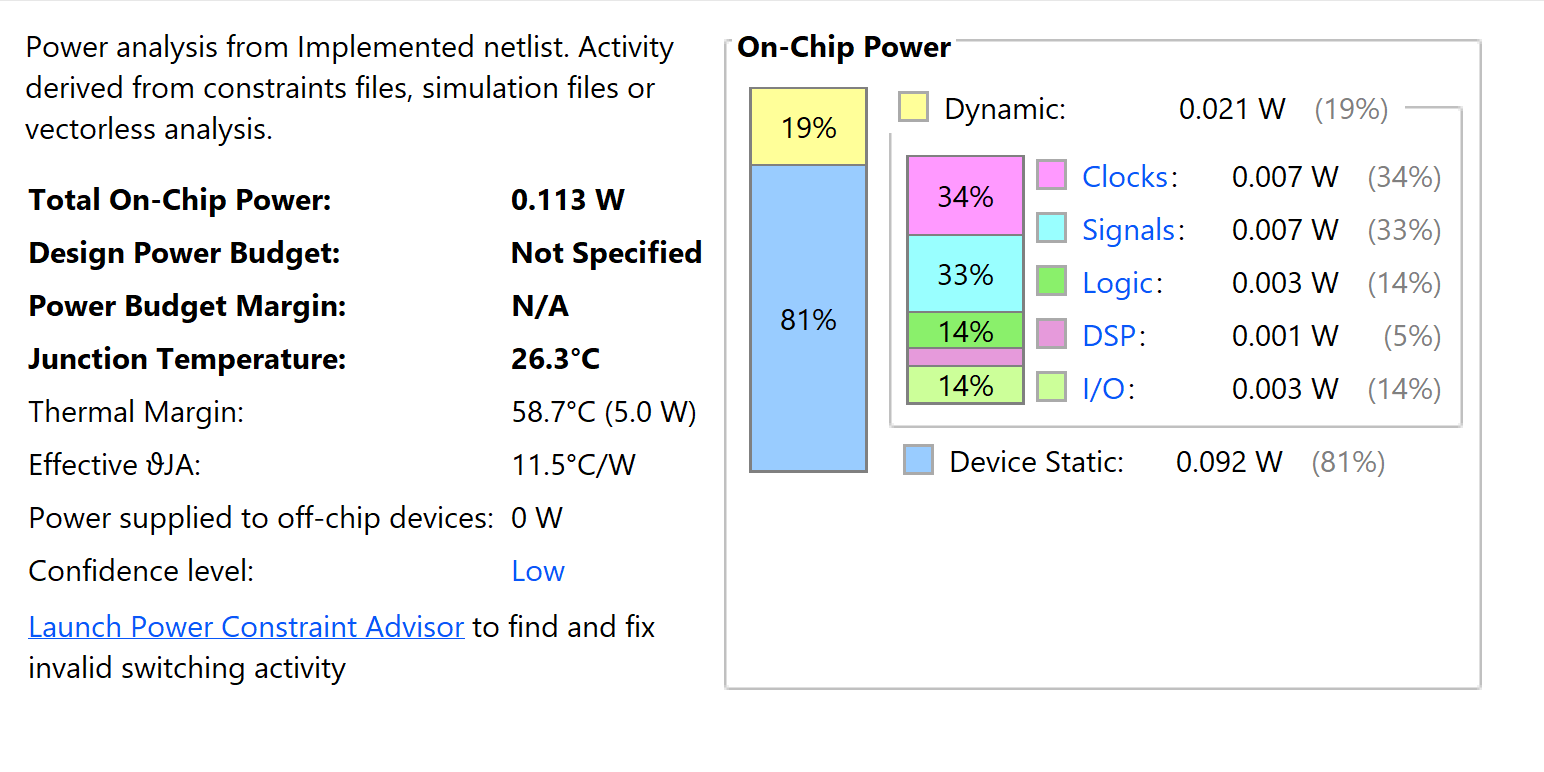 Power analysis from Implemented netlist. Activity
derived from constraints files, simulation files or
vectorless analysis.
Total On-Chip Power: 0.113 W
Design Power Budget: Not Specified
Power Budget Margin: N/A
Junction Temperature: 26.3°C
Thermal Margin: 58.7°C (5.0 W)
Effective ϑJA: 11.5°C/W
Power supplied to off-chip devices: 0 W
Confidence level: Low
Launch Power Constraint Advisor to find and fix
invalid switching activity
On-Chip Power
19%
81%
Dynamic: 0.021 W (19%)
34%
33%
14%
14%
Clocks: 0.007 W (34%)
Signals: 0.007 W (33%)
Logic: 0.003 W (14%)
DSP: 0.001 W (5%)
I/O: 0.003 W (14%)
Device Static: 0.092 W (81%)